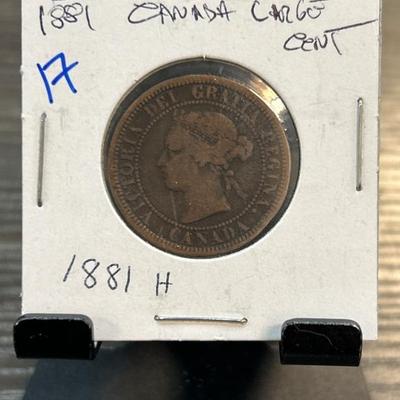 1881 CANADA LARGE
CENT
17
VICTORIA DEI GRATIA REGINA.
CANADA
1881 H